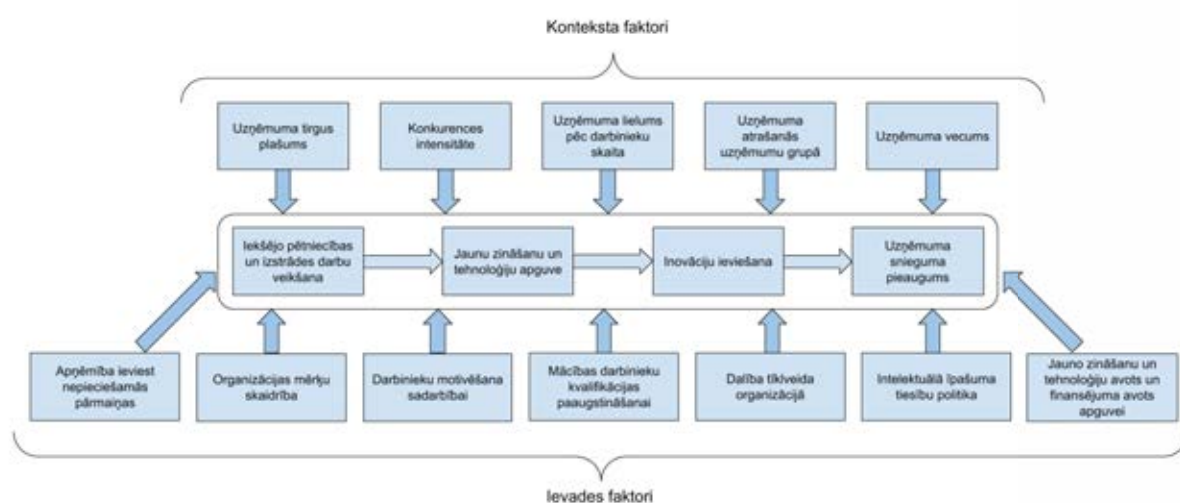 Konteksta faktori
Uzņēmuma tirgus
plašums
Konkurences
intensitāte
Uzņēmuma lielums
pēc darbinieku
skaita
Uzņēmuma
atrašanās
uzņēmumu grupā
Uzņēmuma vecums
Iekšējo pētniecības
un izstrādes darbu
veikšana
Jaunu zināšanu un
tehnoloģiju apguve
Inovāciju ieviešana
Uzņēmuma
snieguma
pieaugums
Apņēmība ieviest
nepieciešamās
pārmaiņas
Organizācijas mērķu
skaidrība
Darbinieku motivēšana
sadarbībai
Mācības darbinieku
kvalifikācijas
paaugstināšanai
Dalība tīklveida
organizācijā
Intelektuālā īpašuma
tiesību politika
Jauno zināšanu un
tehnoloģiju avots un
finansējuma avots
apguvei
Ievades faktori